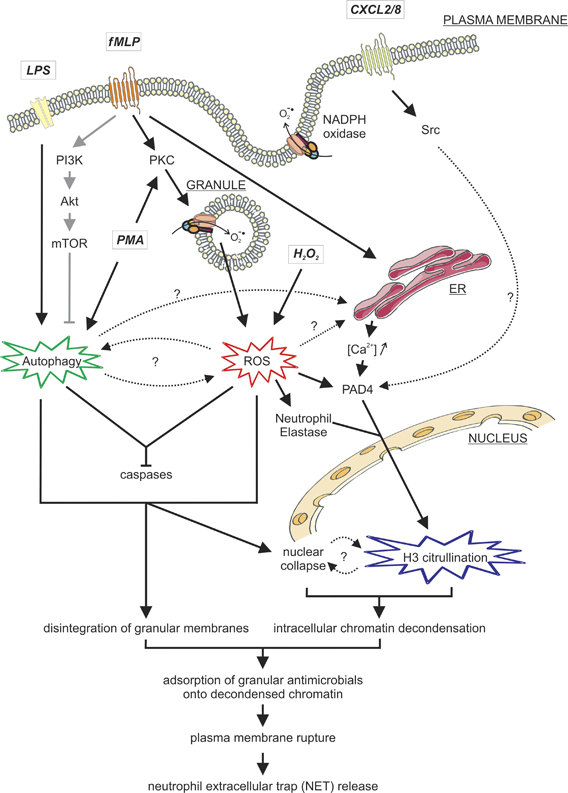 CXCL2/8
PLASMA MEMBRANE
fMLP
LPS
O₂⁻•
NADPH
oxidase
Src
PI3K
PKC
GRANULE
Akt
O₂⁻•
mTOR
PMA
H₂O₂
ER
?
?
?
[Ca²⁺]
Autophagy
?
ROS
PAD4
Neutrophil
Elastase
NUCLEUS
caspases
nuclear
collapse
?
H3 citrullination
disintegration of granular membranes
intracellular chromatin decondensation
adsorption of granular antimicrobials
onto decondensed chromatin
plasma membrane rupture
neutrophil extracellular trap (NET) release